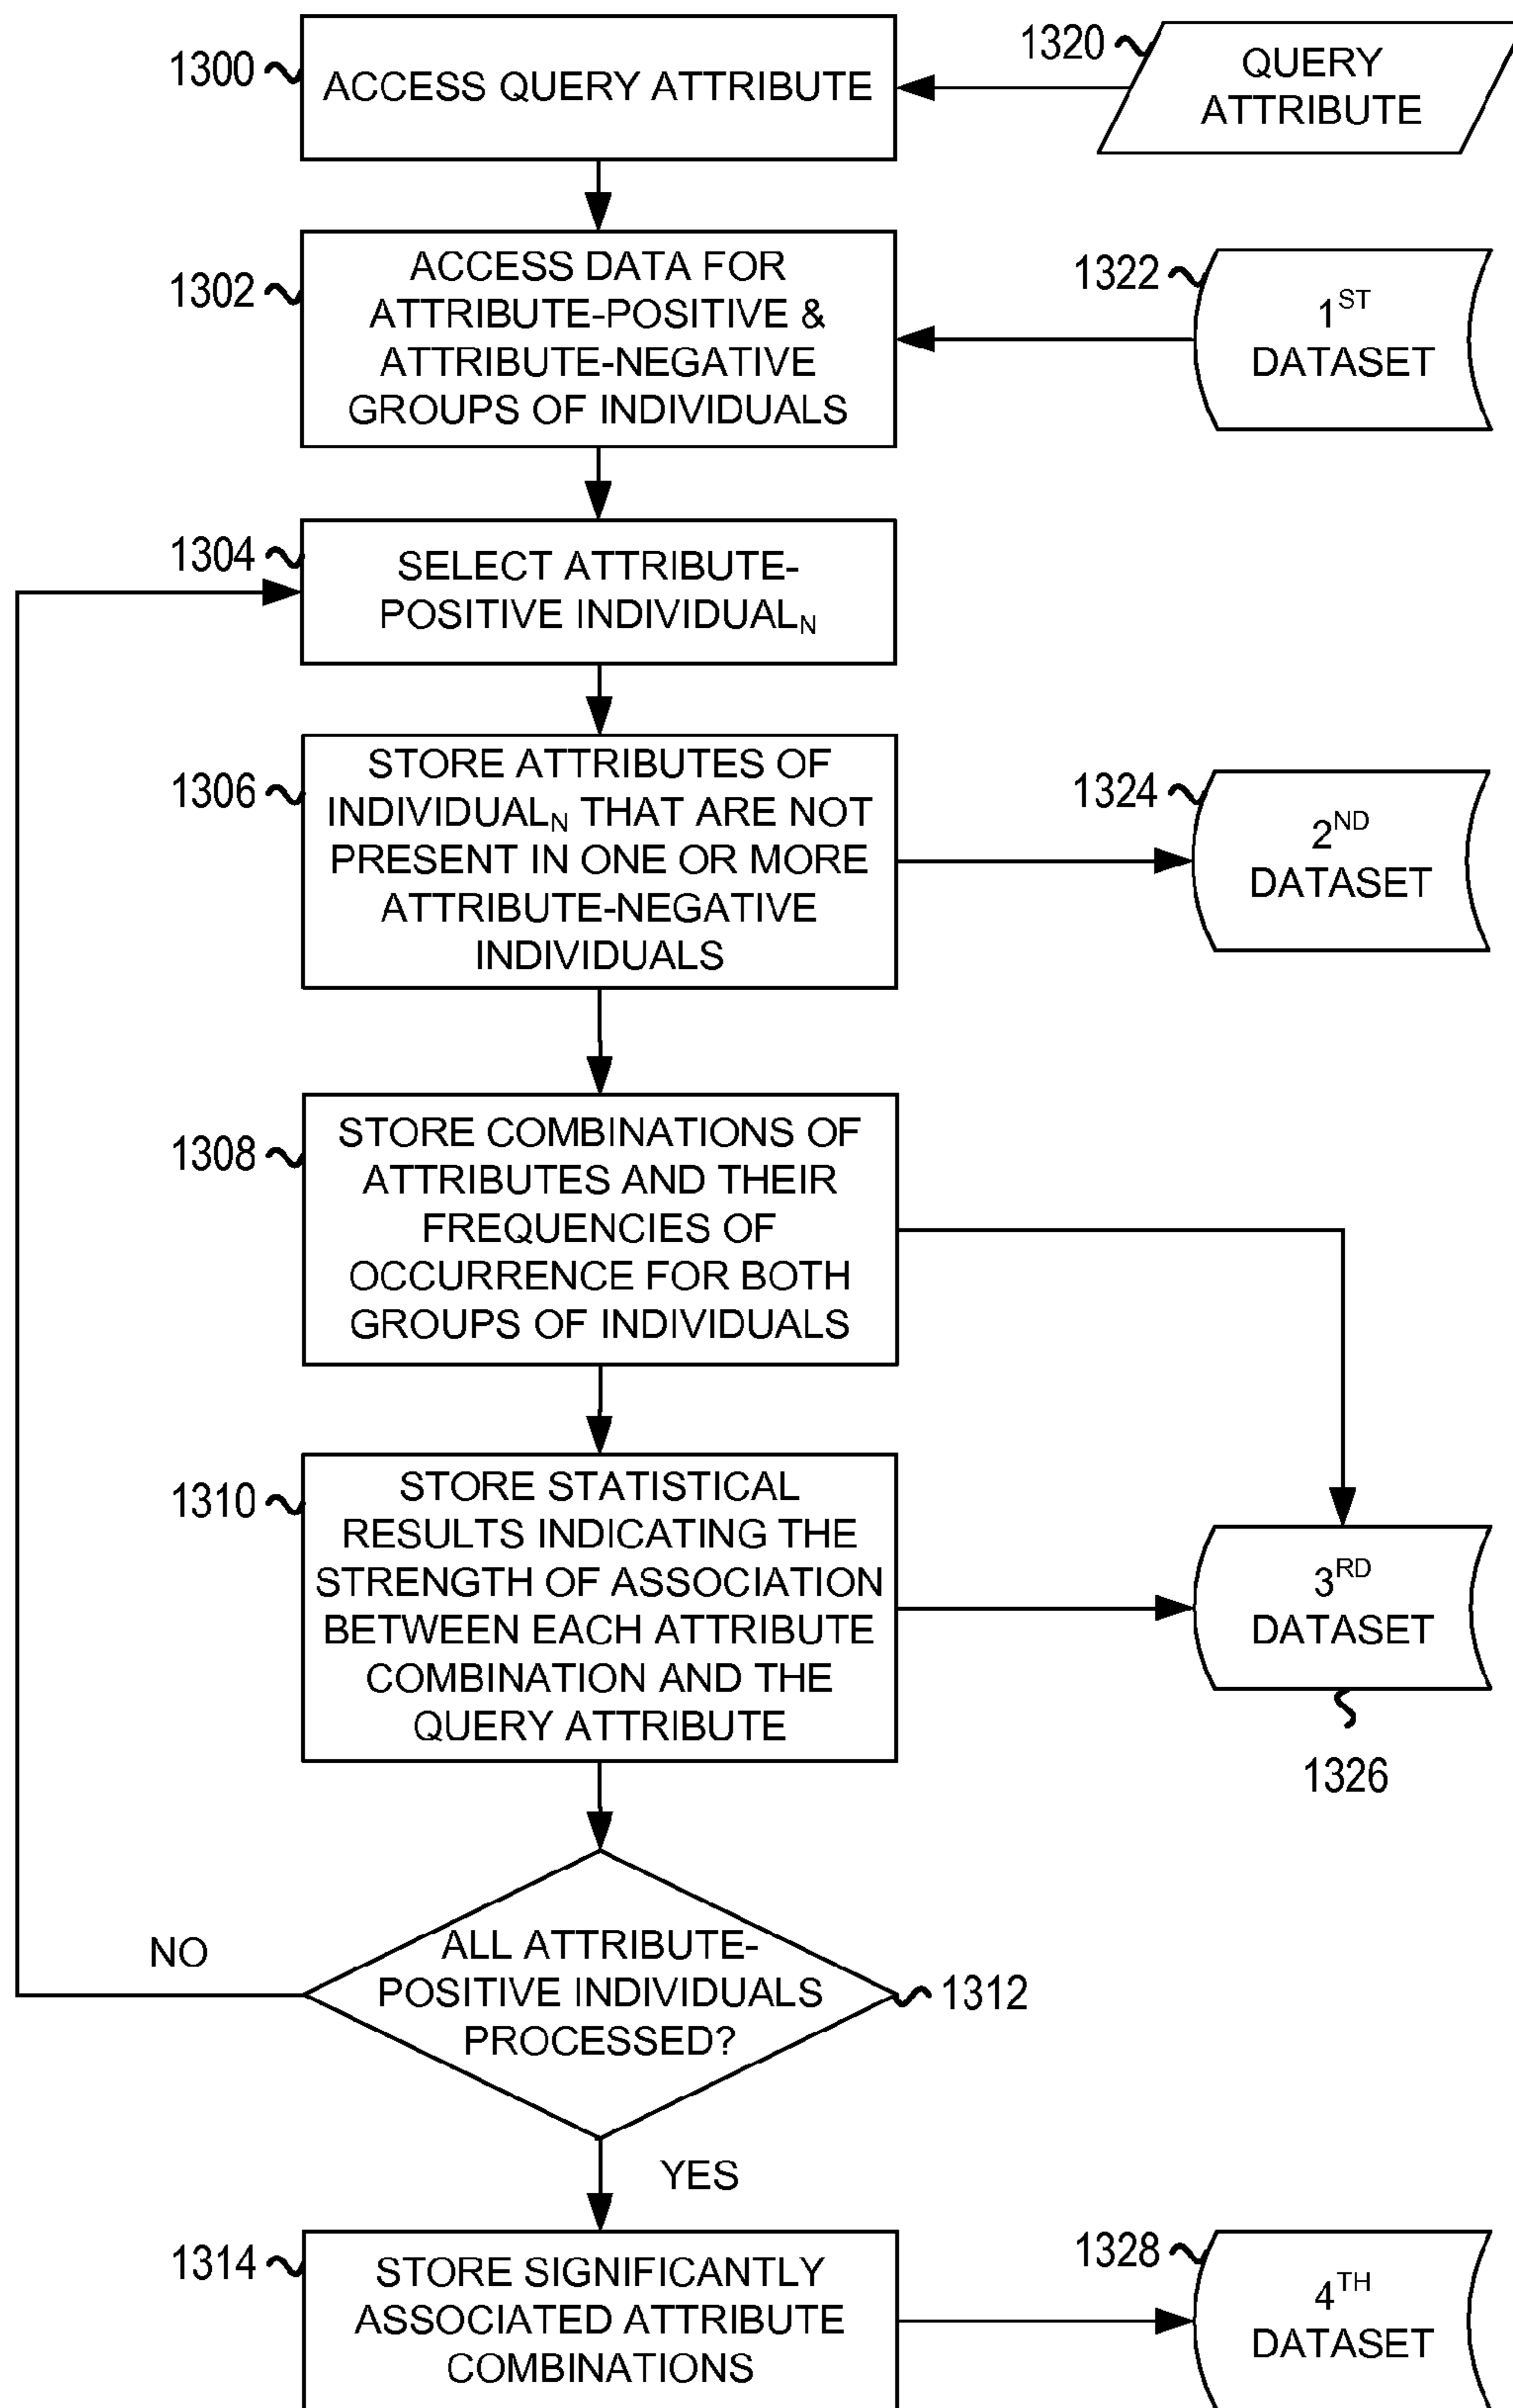 1300
ACCESS QUERY ATTRIBUTE
1320
QUERY
ATTRIBUTE
1302
ACCESS DATA FOR
ATTRIBUTE-POSITIVE &
ATTRIBUTE-NEGATIVE
GROUPS OF INDIVIDUALS
1322
1ST
DATASET
1304
SELECT ATTRIBUTE-
POSITIVE INDIVIDUALN
1306
STORE ATTRIBUTES OF
INDIVIDUALN THAT ARE NOT
PRESENT IN ONE OR MORE
ATTRIBUTE-NEGATIVE
INDIVIDUALS
1324
2ND
DATASET
1308
STORE COMBINATIONS OF
ATTRIBUTES AND THEIR
FREQUENCIES OF
OCCURRENCE FOR BOTH
GROUPS OF INDIVIDUALS
1310
STORE STATISTICAL
RESULTS INDICATING THE
STRENGTH OF ASSOCIATION
BETWEEN EACH ATTRIBUTE
COMBINATION AND THE
QUERY ATTRIBUTE
3RD
DATASET
1326
NO
ALL ATTRIBUTE-
POSITIVE INDIVIDUALS
PROCESSED?
1312
YES
1314
STORE SIGNIFICANTLY
ASSOCIATED ATTRIBUTE
COMBINATIONS
1328
4TH
DATASET